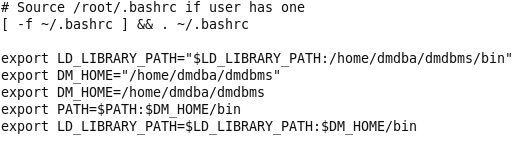 # Source /root/.bashrc if user has one
[ -f ~/.bashrc ] && . ~/.bashrc
export LD_LIBRARY_PATH="$LD_LIBRARY_PATH:/home/dmdba/dmdbms/bin"
export DM_HOME="/home/dmdba/dmdbms"
export DM_HOME=/home/dmdba/dmdbms
export PATH=$PATH:$DM_HOME/bin
export LD_LIBRARY_PATH=$LD_LIBRARY_PATH:$DM_HOME/bin